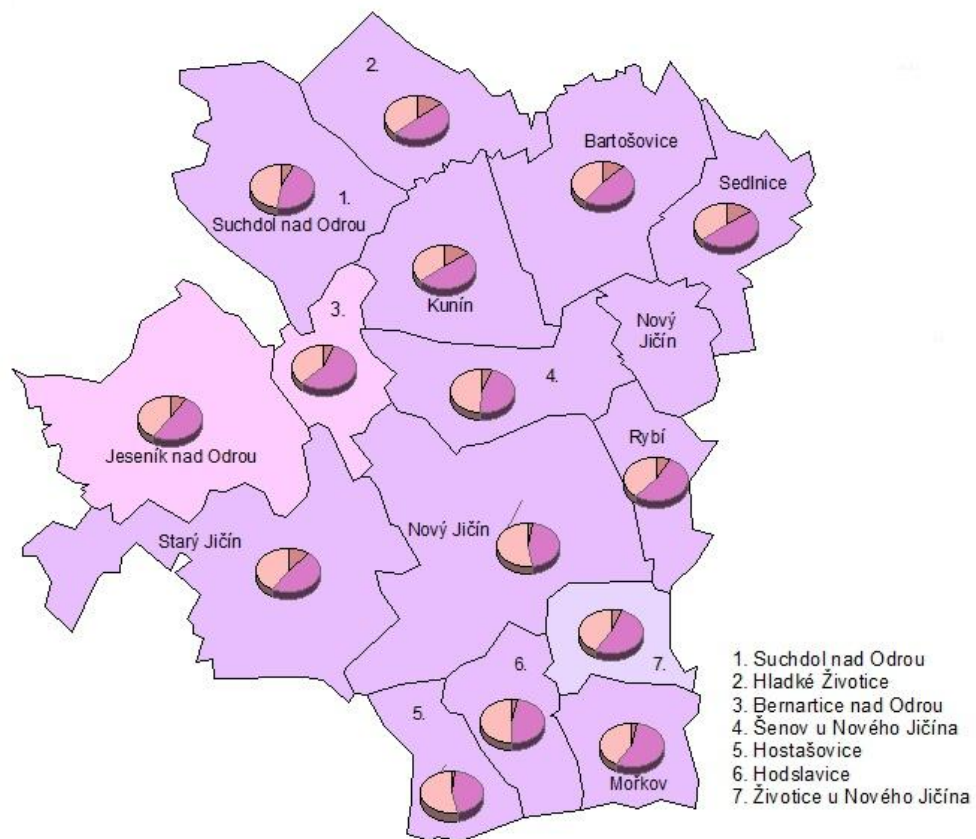 2.
Bartošovice
Sedlnice
1.
Suchdol nad Odrou
Kunín
3.
Nový
Jičín
4.
Jeseník nad Odrou
Rybí
Starý Jičín
Nový Jičín
6.
7.
5.
Mořkov
1. Suchdol nad Odrou
2. Hladké Životice
3. Bernartice nad Odrou
4. Šenov u Nového Jičína
5. Hostašovice
6. Hodslavice
7. Životice u Nového Jičína